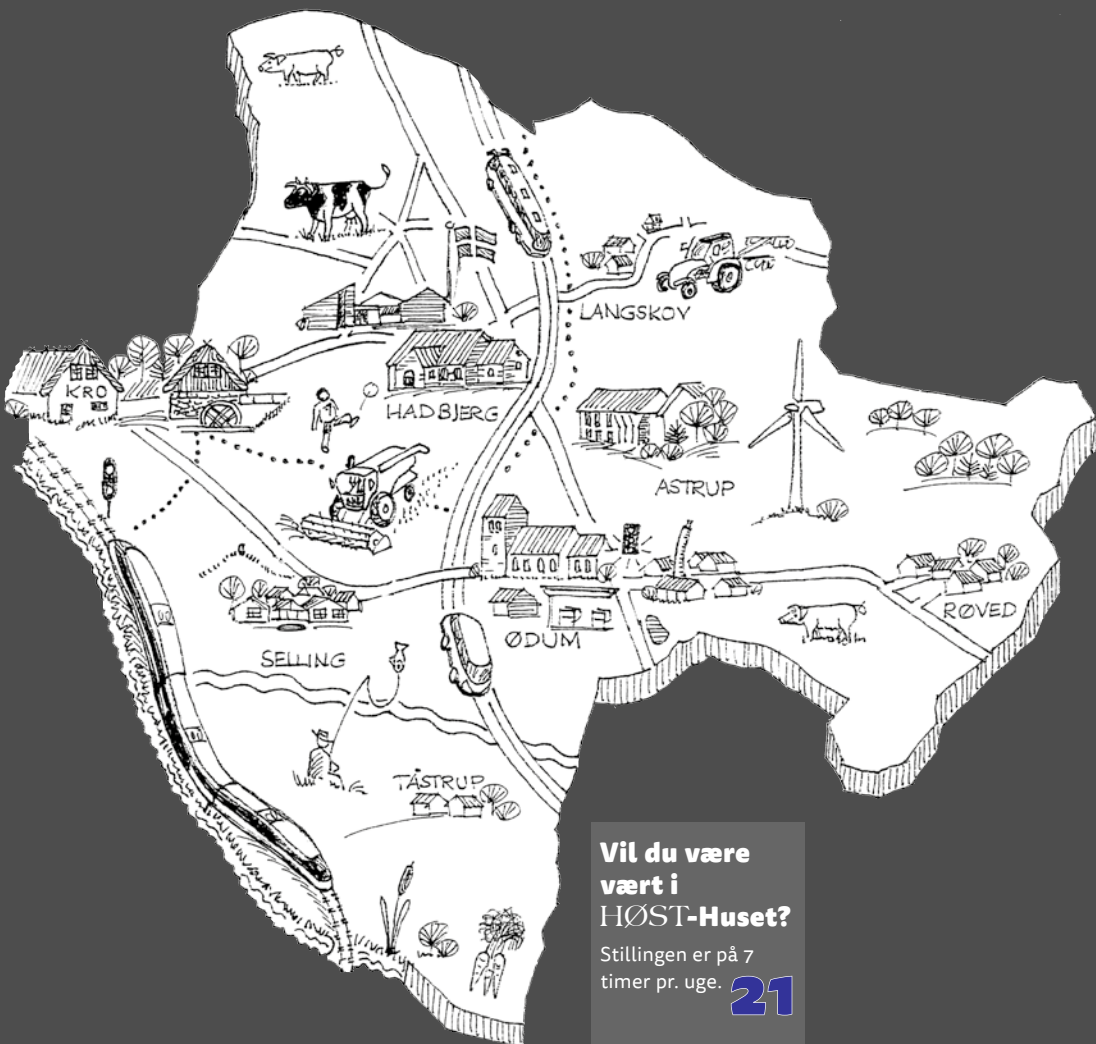 LANGSKOV
KRO
HADBJERG
ASTRUP
RØVED
ØDUM
SELLING
TÅSTRUP
Vil du være
vært i
HØST-Huset?
Stillingen er på 7
timer pr. uge.
21